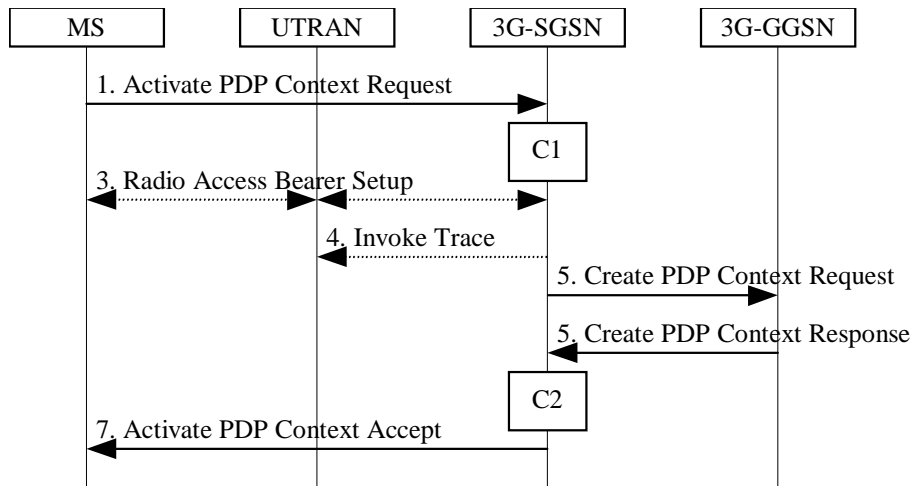 MS UTRAN 3G-SGSN 3G-GGSN
1. Activate PDP Context Request
C1
3. Radio Access Bearer Setup
4. Invoke Trace
5. Create PDP Context Request
5. Create PDP Context Response
C2
7. Activate PDP Context Accept